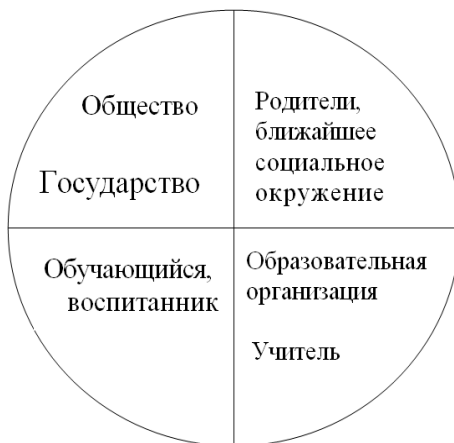 Общество
Государство
Родители,
ближайшее
социальное
окружение
Обучающийся,
воспитанник
Образовательная
организация
Учитель